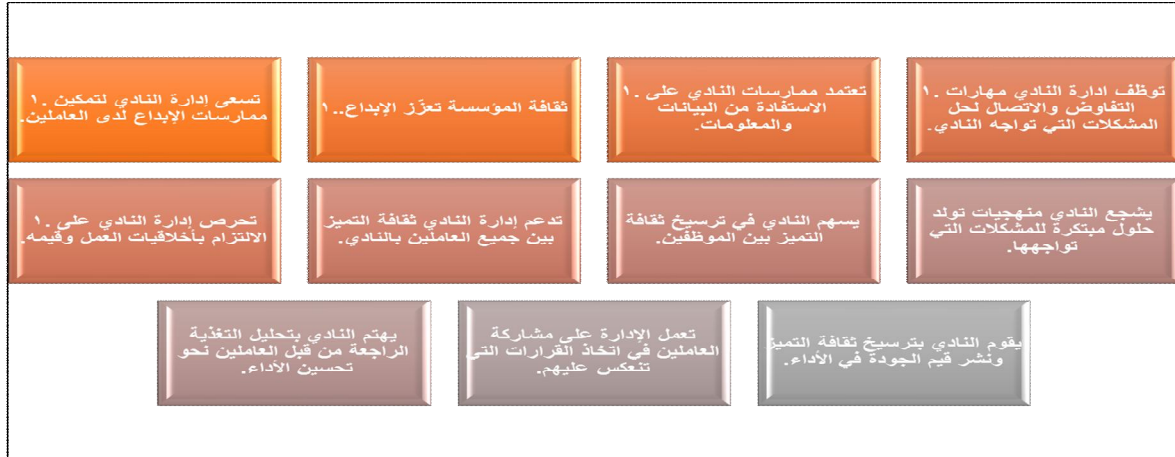 توظف ادارة النادي مهارات .١
التفاوض والاتصال لحل
المشكلات التي تواجه النادي.
تعتمد ممارسات النادي على .١
الاستفادة من البيانات
والمعلومات.
ثقافة المؤسسة تعزّز الإبداع..١
تسعى إدارة النادي لتمكين .١
ممارسات الإبداع لدى العاملين.
يشجع النادي منهجيات تولد
حلول مبتكرة للمشكلات التي
تواجهها.
يسهم النادي في ترسيخ ثقافة
التميز بين الموظفين.
تدعم إدارة النادي ثقافة التميز
بين جميع العاملين بالنادي.
تحرص إدارة النادي على .١
الالتزام بأخلاقيات العمل وقيمه.
يقوم النادي بترسيخ ثقافة التميز
ونشر قيم الجودة في الأداء.
تعمل الإدارة على مشاركة
العاملين في اتخاذ القرارات التي
تنعكس عليهم.
يهتم النادي بتحليل التغذية
الراجعة من قبل العاملين نحو
تحسين الأداء.